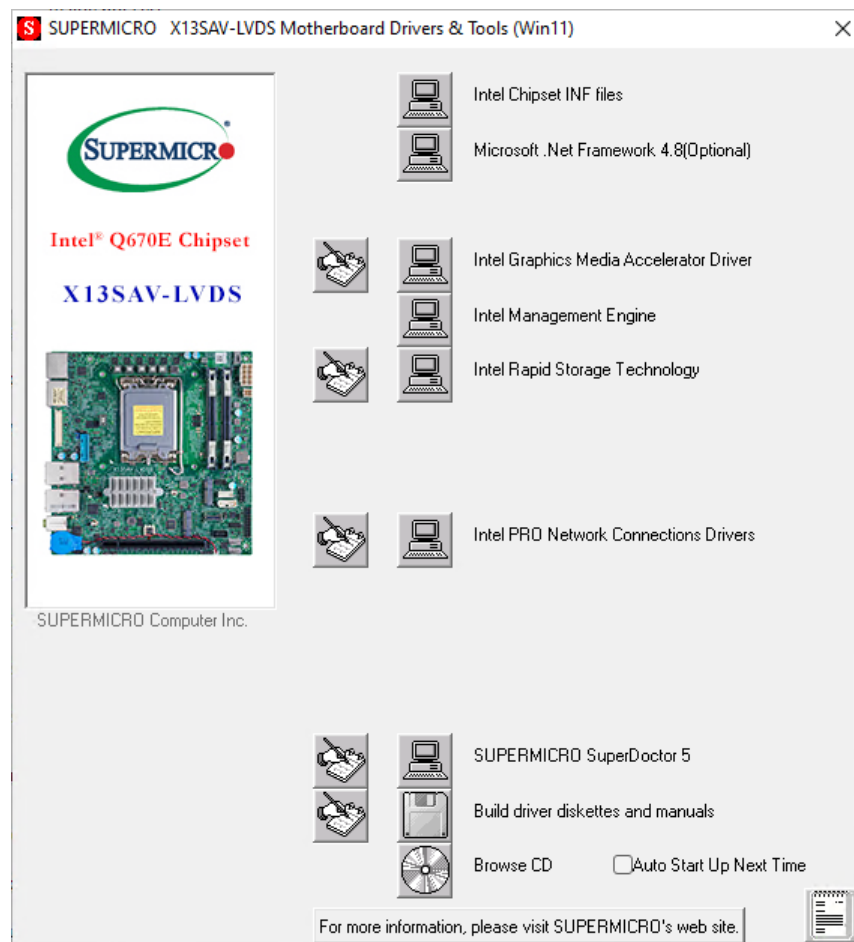 SUPERMICRO X13SAV-LVDS Motherboard Drivers & Tools (Win11)
SUPERMICRO
Intel® Q670E Chipset
X13SAV-LVDS
SUPERMICRO Computer Inc.
Intel Chipset INF files
Microsoft .Net Framework 4.8(Optional)
Intel Graphics Media Accelerator Driver
Intel Management Engine
Intel Rapid Storage Technology
Intel PRO Network Connections Drivers
SUPERMICRO SuperDoctor 5
Build driver diskettes and manuals
Browse CD
Auto Start Up Next Time
For more information, please visit SUPERMICRO's web site.